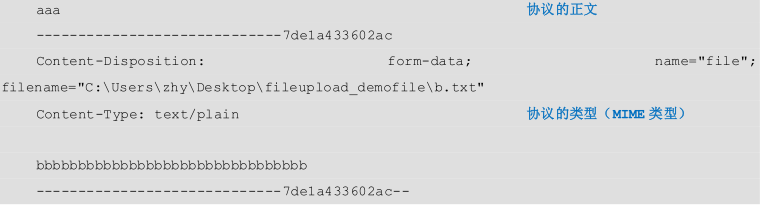 aaa 协议的正文
-----------------------------7de1a433602ac
Content-Disposition: form-data; name="file";
filename="C:\Users\zhy\Desktop\fileupload_demofile\b.txt"
Content-Type: text/plain 协议的类型（MIME 类型）
bbbbbbbbbbbbbbbbbbbbbbbbbbbbbbbb
-----------------------------7de1a433602ac--